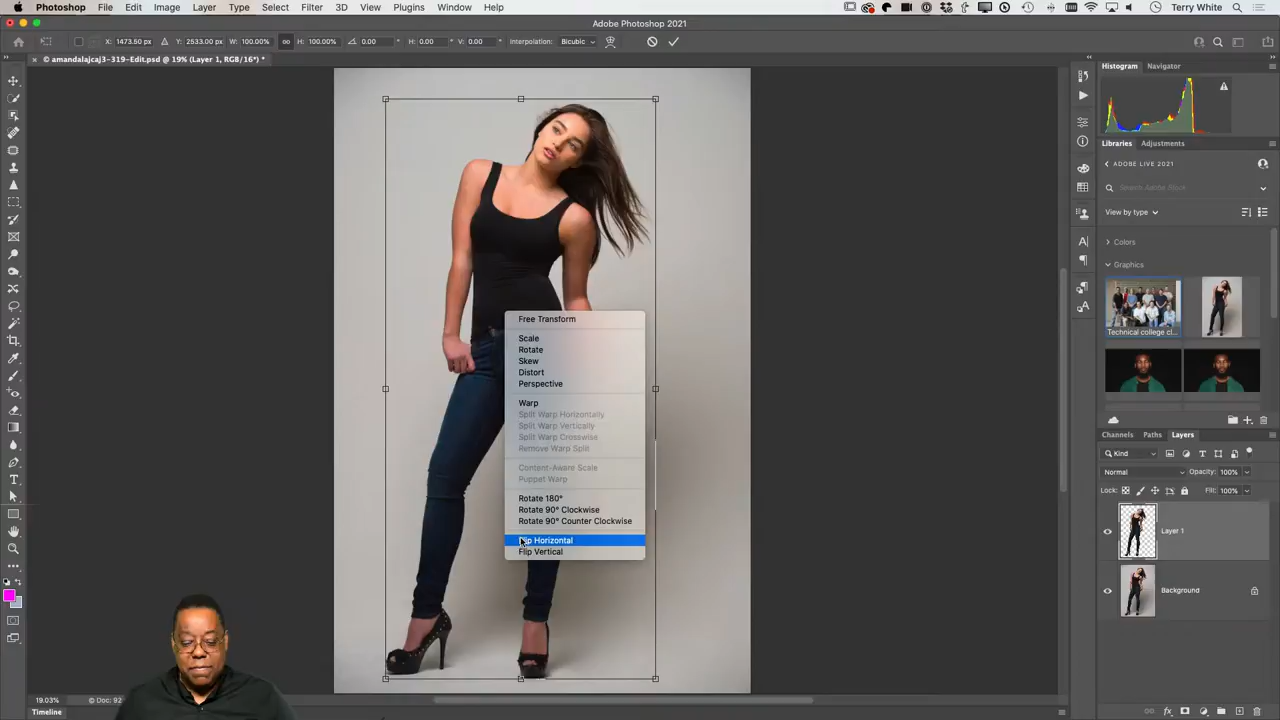 Photoshop File Edit Image Layer Type Select Filter 3D View Plugins Window Help Terry White
Adobe Photoshop 2021
X: 1473.50 px Y: 2533.00 px W: 100.00% H: 100.00% 0.00 ° H: 0.00 ° V: 0.00 ° Interpolation: Bicubic
× © amandalajcaj3-319-Edit.psd @ 19% (Layer 1, RGB/16*) *
Histogram Navigator
Libraries Adjustments
ADOBE LIVE 2021
Search Adobe Stock
View by type
Colors
Graphics
Technical college cl...
Free Transform
Scale
Rotate
Skew
Distort
Perspective
Warp
Split Warp Horizontally
Split Warp Vertically
Split Warp Crosswise
Remove Warp Split
Content-Aware Scale
Puppet Warp
Rotate 180°
Rotate 90° Clockwise
Rotate 90° Counter Clockwise
Flip Horizontal
Flip Vertical
Channels Paths Layers
Kind
Normal Opacity: 100%
Lock: Fill: 100%
Layer 1
Background
19.03% © Doc: 92
Timeline